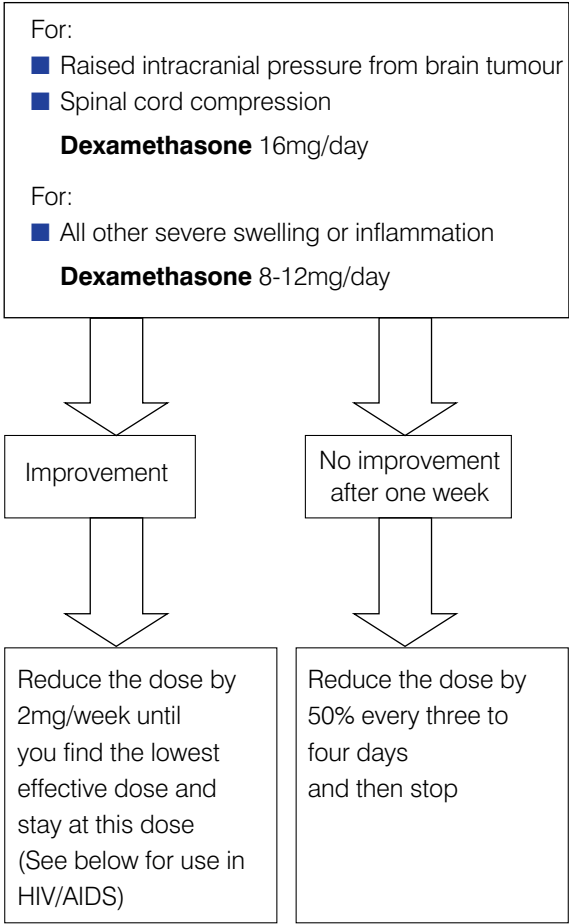 For:
■ Raised intracranial pressure from brain tumour
■ Spinal cord compression
Dexamethasone 16mg/day
For:
■ All other severe swelling or inflammation
Dexamethasone 8-12mg/day
Improvement
No improvement
after one week
Reduce the dose by
2mg/week until
you find the lowest
effective dose and
stay at this dose
(See below for use in
HIV/AIDS)
Reduce the dose by
50% every three to
four days
and then stop